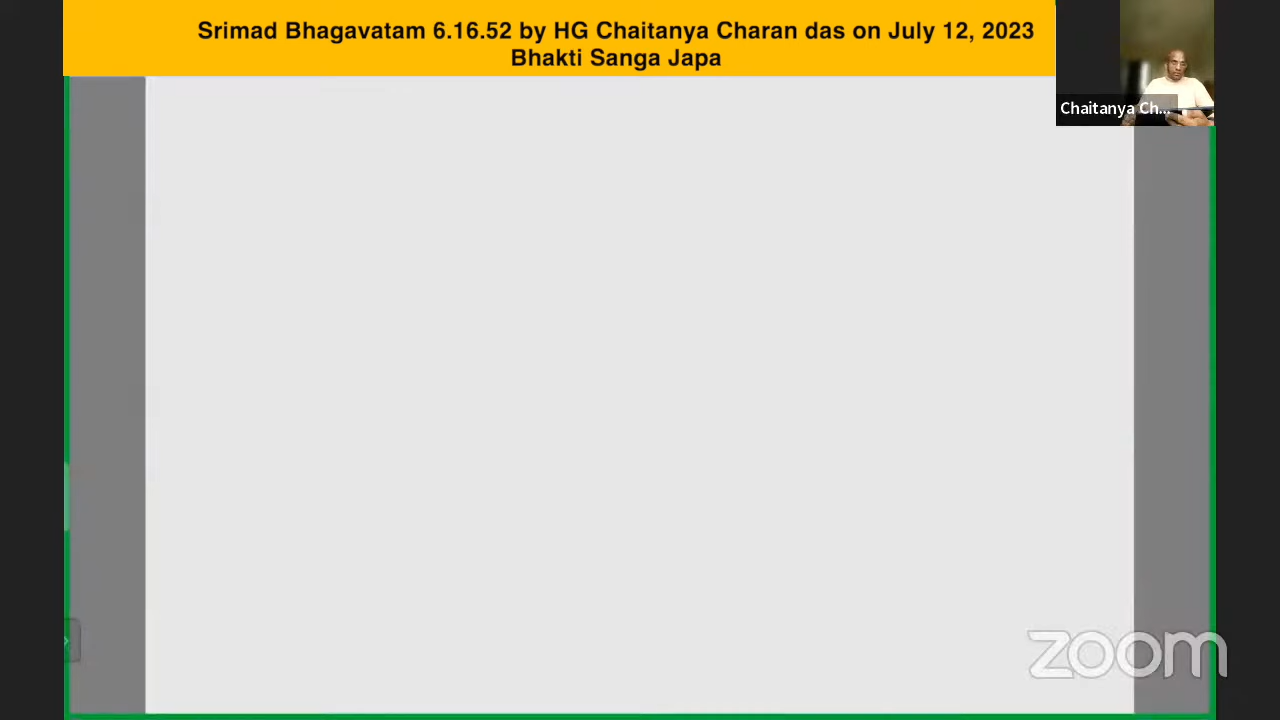 Srimad Bhagavatam 6.16.52 by HG Chaitanya Charan das on July 12, 2023
Bhakti Sanga Japa
Chaitanya Ch...
zoom